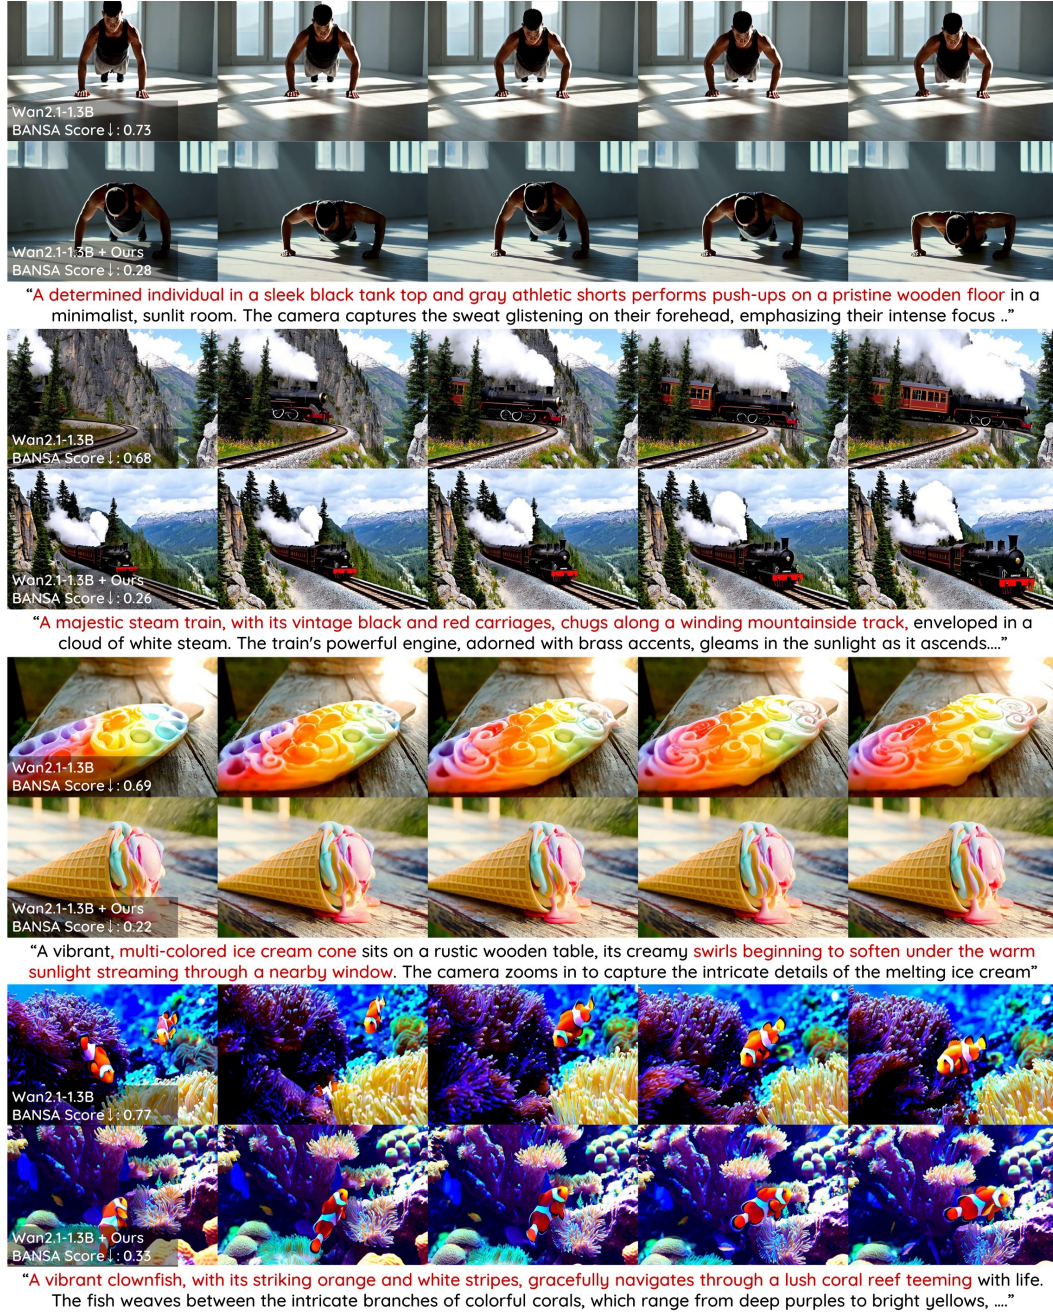 Wan2.1-1.3B
BANSA Score↓: 0.73
Wan2.1-1.3B + Ours
BANSA Score↓: 0.28
“A determined individual in a sleek black tank top and gray athletic shorts performs push-ups on a pristine wooden floor in a
minimalist, sunlit room. The camera captures the sweat glistening on their forehead, emphasizing their intense focus ..”
Wan2.1-1.3B
BANSA Score↓: 0.68
Wan2.1-1.3B + Ours
BANSA Score↓: 0.26
“A majestic steam train, with its vintage black and red carriages, chugs along a winding mountainside track, enveloped in a
cloud of white steam. The train's powerful engine, adorned with brass accents, gleams in the sunlight as it ascends....”
Wan2.1-1.3B
BANSA Score↓: 0.69
Wan2.1-1.3B + Ours
BANSA Score↓: 0.22
“A vibrant, multi-colored ice cream cone sits on a rustic wooden table, its creamy swirls beginning to soften under the warm
sunlight streaming through a nearby window. The camera zooms in to capture the intricate details of the melting ice cream”
Wan2.1-1.3B
BANSA Score↓: 0.77
Wan2.1-1.3B + Ours
BANSA Score↓: 0.33
“A vibrant clownfish, with its striking orange and white stripes, gracefully navigates through a lush coral reef teeming with life.
The fish weaves between the intricate branches of colorful corals, which range from deep purples to bright yellows, ....”